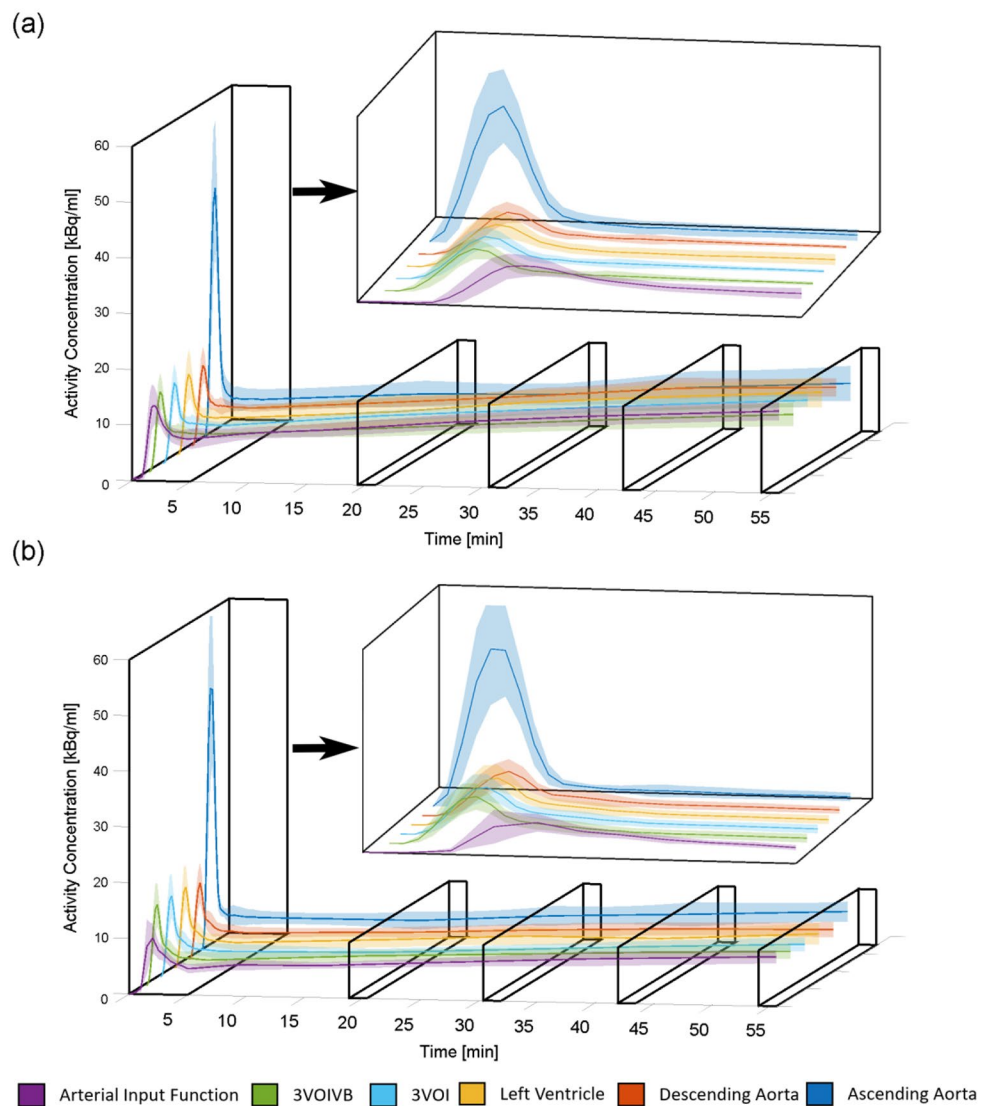 (a)
Activity Concentration [kBq/ml]
60
50
40
30
20
10
0
5 10 15 20 25 30 35 40 45 50 55
Time [min]
(b)
Activity Concentration [kBq/ml]
60
50
40
30
20
10
0
5 10 15 20 25 30 35 40 45 50 55
Time [min]
Arterial Input Function 3VOIVB 3VOI Left Ventricle Descending Aorta Ascending Aorta